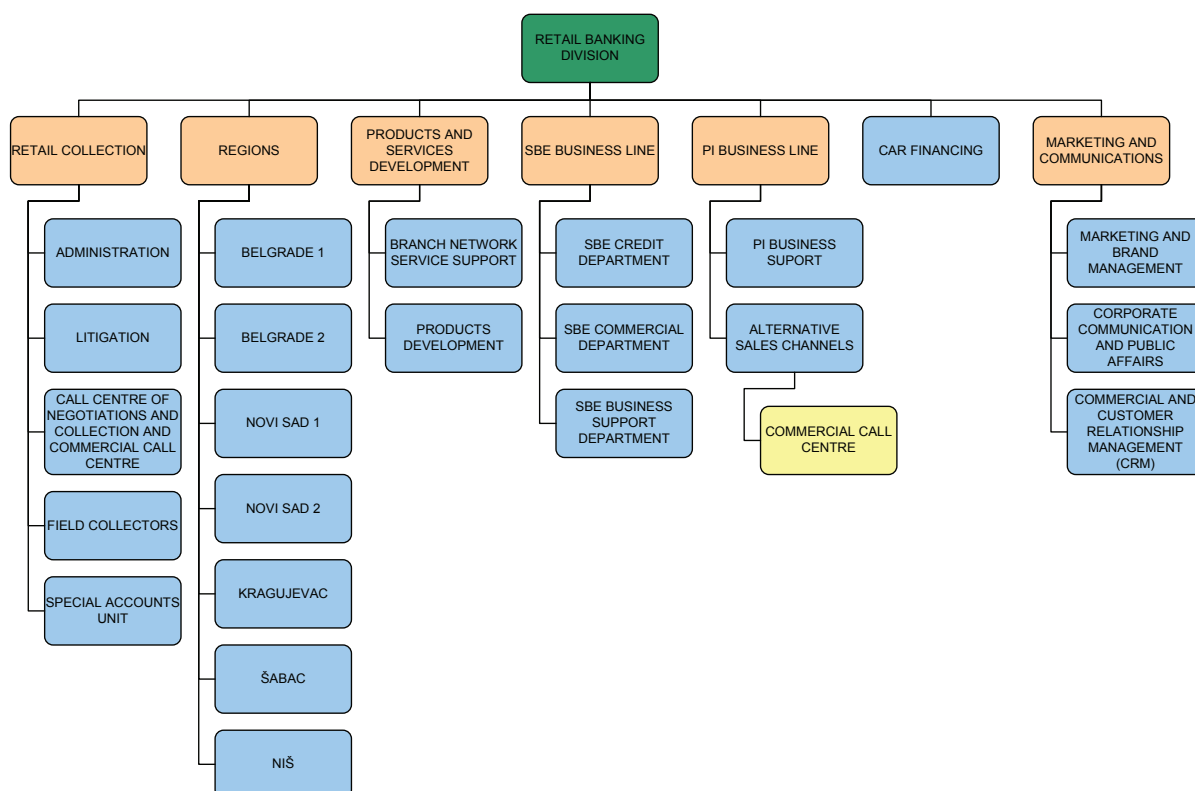 RETAIL BANKING
DIVISION
RETAIL COLLECTION
REGIONS
PRODUCTS AND
SERVICES
DEVELOPMENT
SBE BUSINESS LINE
PI BUSINESS LINE
CAR FINANCING
MARKETING AND
COMMUNICATIONS
ADMINISTRATION
LITIGATION
CALL CENTRE OF
NEGOTIATIONS AND
COLLECTION AND
COMMERCIAL CALL
CENTRE
FIELD COLLECTORS
SPECIAL ACCOUNTS
UNIT
BELGRADE 1
BELGRADE 2
NOVI SAD 1
NOVI SAD 2
KRAGUJEVAC
ŠABAC
NIŠ
BRANCH NETWORK
SERVICE SUPPORT
PRODUCTS
DEVELOPMENT
SBE CREDIT
DEPARTMENT
SBE COMMERCIAL
DEPARTMENT
SBE BUSINESS
SUPPORT
DEPARTMENT
PI BUSINESS
SUPORT
ALTERNATIVE
SALES CHANNELS
COMMERCIAL CALL
CENTRE
MARKETING AND
BRAND
MANAGEMENT
CORPORATE
COMMUNICATION
AND PUBLIC
AFFAIRS
COMMERCIAL AND
CUSTOMER
RELATIONSHIP
MANAGEMENT
(CRM)